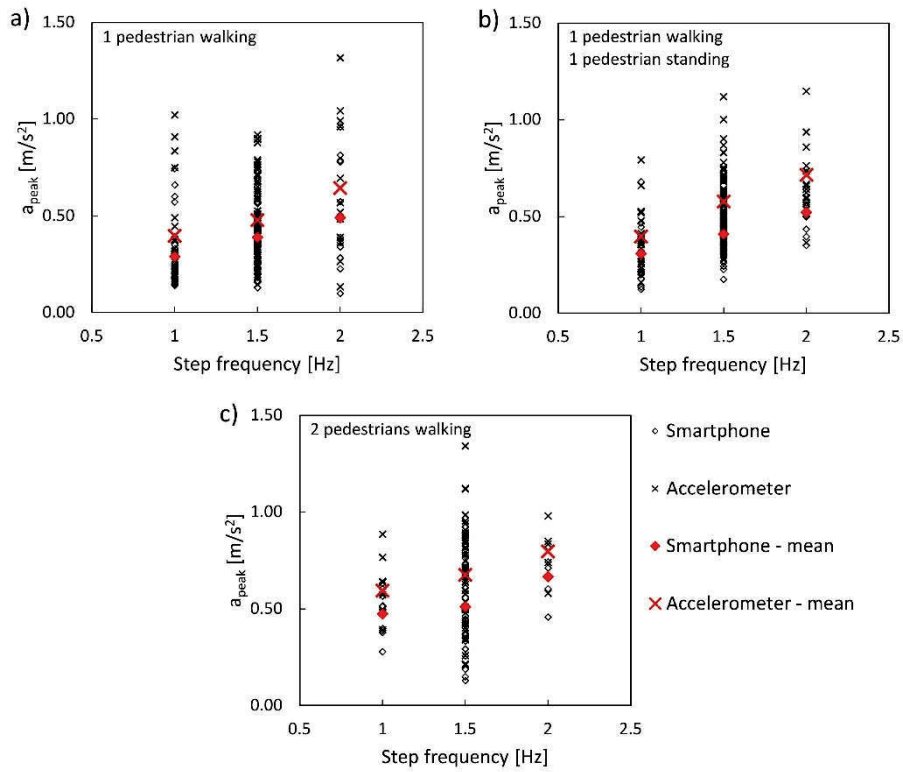 a)
1.50
1 pedestrian walking
1.00
0.50
0.00
a_peak [m/s²]
0.5 1 1.5 2 2.5
Step frequency [Hz]
b)
1.50
1 pedestrian walking
1 pedestrian standing
1.00
0.50
0.00
a_peak [m/s²]
0.5 1 1.5 2 2.5
Step frequency [Hz]
c)
1.50
2 pedestrians walking
1.00
0.50
0.00
a_peak [m/s²]
0.5 1 1.5 2 2.5
Step frequency [Hz]
Smartphone
Accelerometer
Smartphone - mean
Accelerometer - mean